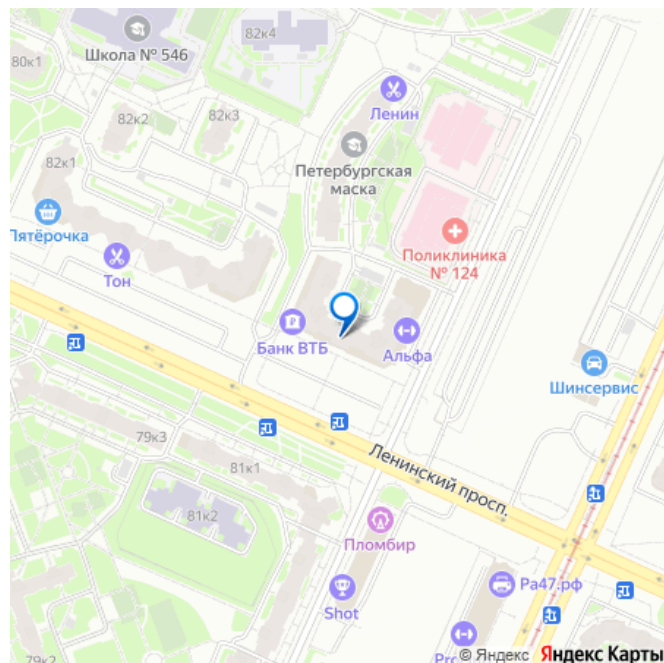 82к4
Школа № 546
80к1
82к2
82к3
Ленин
82к1
Петербургская
маска
Пятёрочка
Поликлиника
№ 124
Тон
Банк ВТБ
Альфа
Шинсервис
79к3
81к1
Ленинский просп.
81к2
Пломбир
Ра47.рф
Shot
79к2
Pro
© Яндекс Яндекс Карты